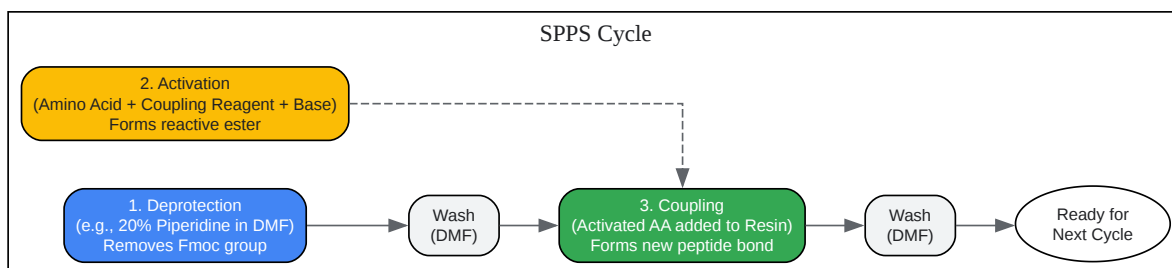 SPPS Cycle
2. Activation
(Amino Acid + Coupling Reagent + Base)
Forms reactive ester
1. Deprotection
(e.g., 20% Piperidine in DMF)
Removes Fmoc group
Wash
(DMF)
3. Coupling
(Activated AA added to Resin)
Forms new peptide bond
Wash
(DMF)
Ready for
Next Cycle